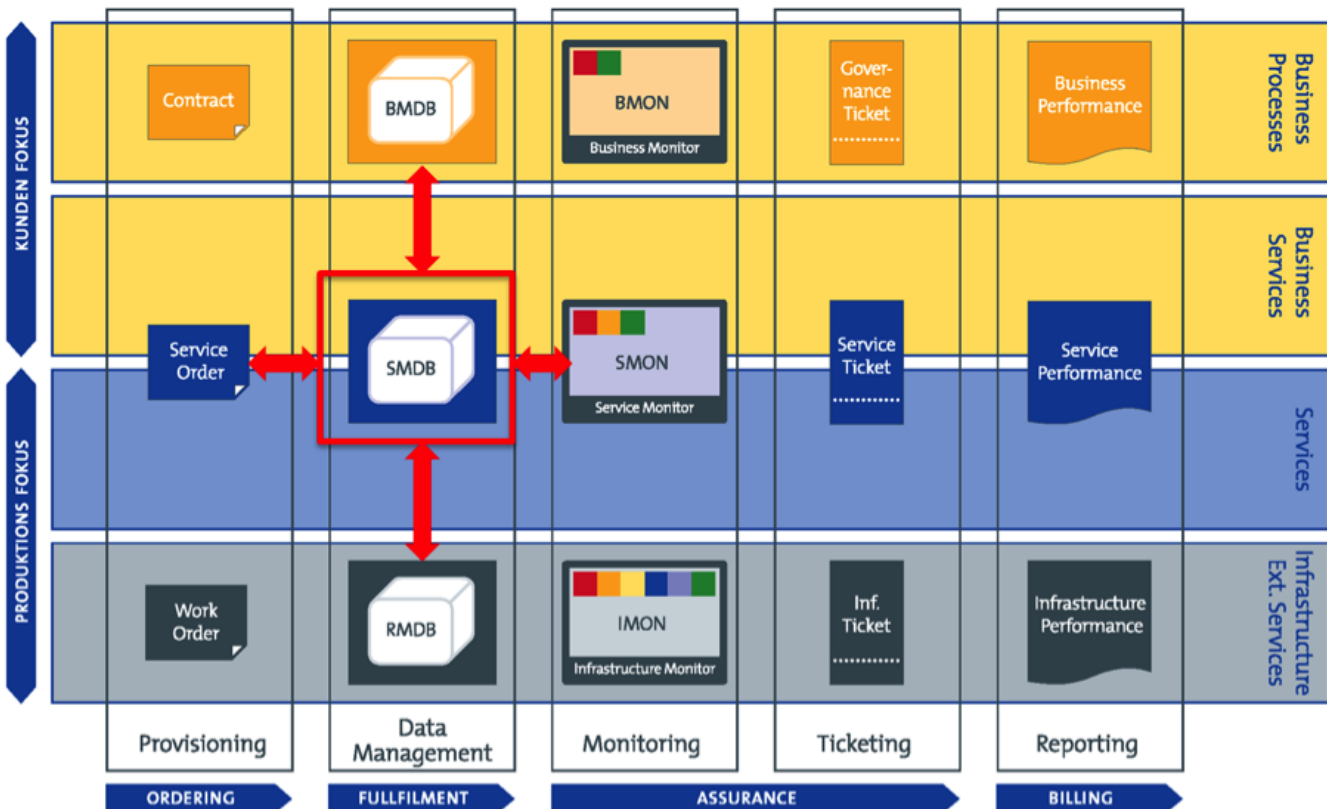 KUNDEN FOKUS
PRODUKTIONS FOKUS
Contract
BMDB
BMON
Business Monitor
Gover-
nance
Ticket
Business
Performance
Business
Processes
Business
Services
Service
Order
SMDB
SMON
Service Monitor
Service
Ticket
Service
Performance
Services
Work
Order
RMDB
IMON
Infrastructure Monitor
Inf.
Ticket
Infrastructure
Performance
Infrastructure
Ext. Services
Provisioning
Data
Management
Monitoring
Ticketing
Reporting
ORDERING
FULLFILMENT
ASSURANCE
BILLING